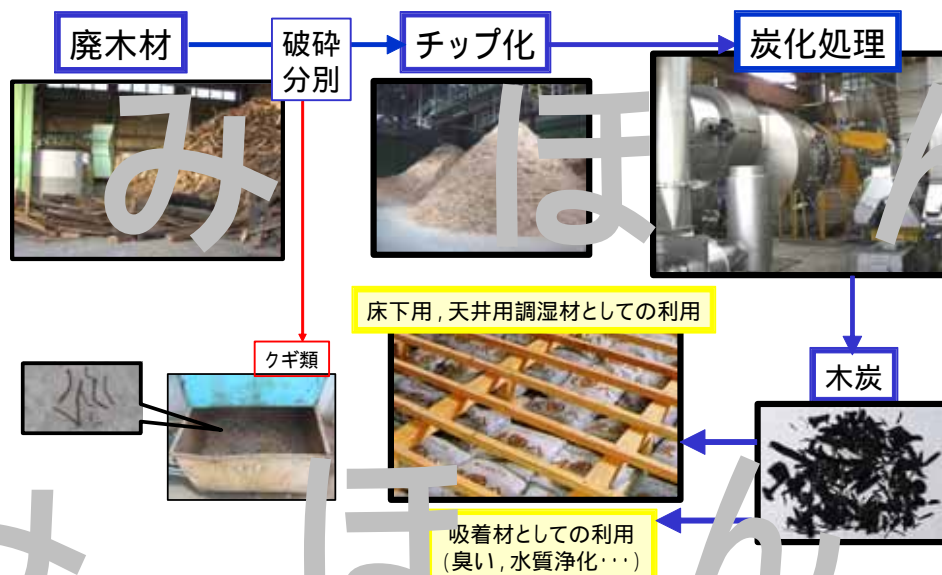 廃木材
破砕
分別
チップ化
炭化処理
みほん
床下用,天井用調湿材としての利用
クギ類
木炭
吸着材としての利用
(臭い,水質浄化･･･)
みほん